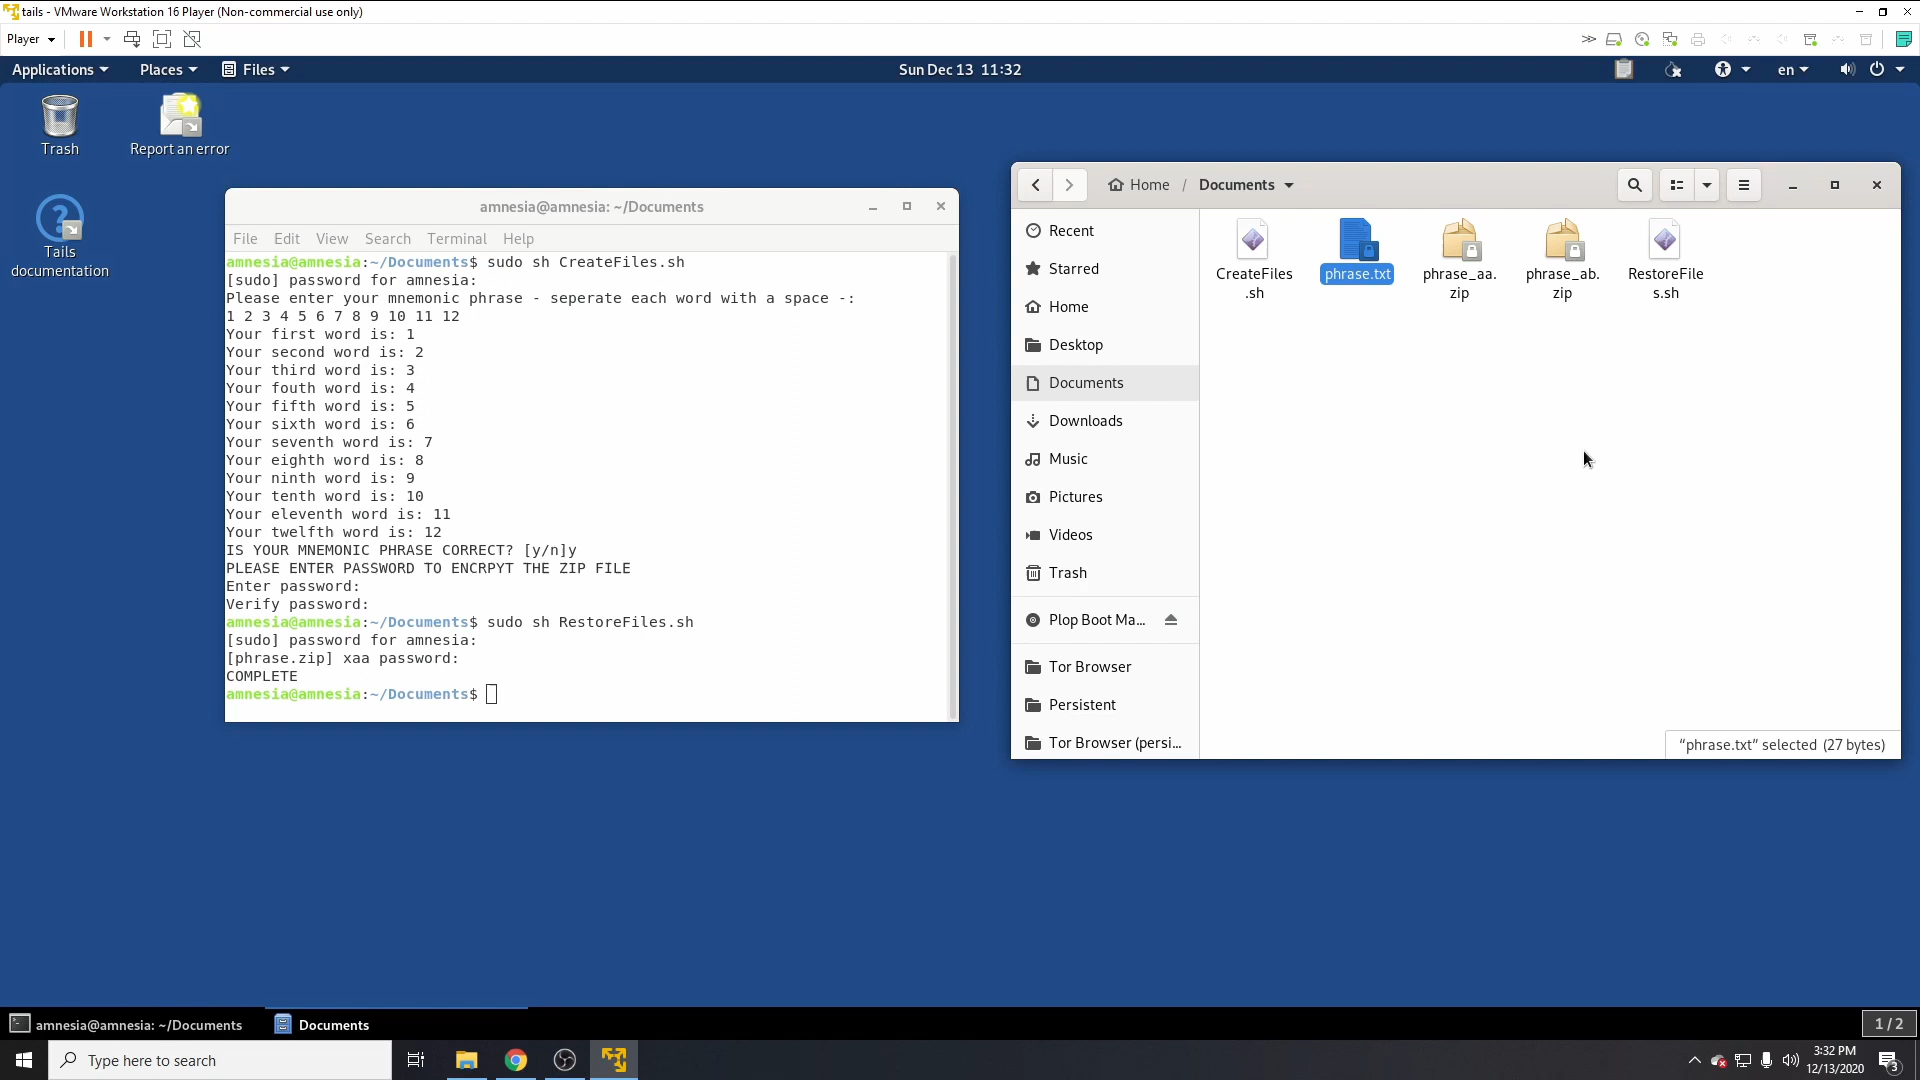 tails - VMware Workstation 16 Player (Non-commercial use only)
Player
Applications Places Files Sun Dec 13 11:32 en
Trash
Report an error
Tails
documentation
amnesia@amnesia: ~/Documents
File Edit View Search Terminal Help
amnesia@amnesia:~/Documents$ sudo sh CreateFiles.sh
[sudo] password for amnesia:
Please enter your mnemonic phrase - seperate each word with a space -:
1 2 3 4 5 6 7 8 9 10 11 12
Your first word is: 1
Your second word is: 2
Your third word is: 3
Your fouth word is: 4
Your fifth word is: 5
Your sixth word is: 6
Your seventh word is: 7
Your eighth word is: 8
Your ninth word is: 9
Your tenth word is: 10
Your eleventh word is: 11
Your twelfth word is: 12
IS YOUR MNEMONIC PHRASE CORRECT? [y/n]y
PLEASE ENTER PASSWORD TO ENCRPYT THE ZIP FILE
Enter password:
Verify password:
amnesia@amnesia:~/Documents$ sudo sh RestoreFiles.sh
[sudo] password for amnesia:
[phrase.zip] xaa password:
COMPLETE
amnesia@amnesia:~/Documents$
Home / Documents
Recent
Starred
Home
Desktop
Documents
Downloads
Music
Pictures
Videos
Trash
Plop Boot Ma...
Tor Browser
Persistent
Tor Browser (persi...
CreateFiles
.sh
phrase.txt
phrase_aa.
zip
phrase_ab.
zip
RestoreFile
s.sh
“phrase.txt” selected (27 bytes)
amnesia@amnesia: ~/Documents
Documents
1 / 2
Type here to search
3:32 PM
12/13/2020
3